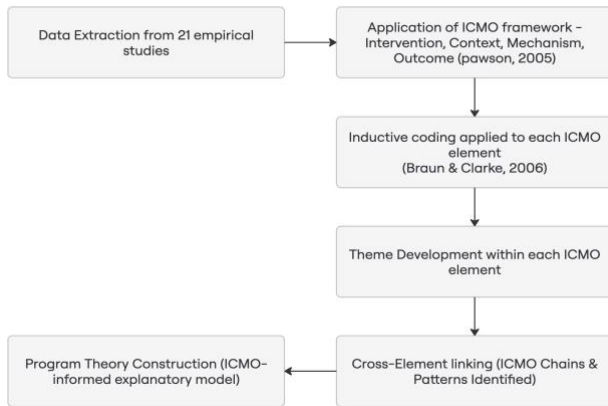 Data Extraction from 21 empirical
studies
Application of ICMO framework -
Intervention, Context, Mechanism,
Outcome (pawson, 2005)
Inductive coding applied to each ICMO
element
(Braun & Clarke, 2006)
Theme Development within each ICMO
element
Cross-Element linking (ICMO Chains &
Patterns Identified)
Program Theory Construction (ICMO-
informed explanatory model)